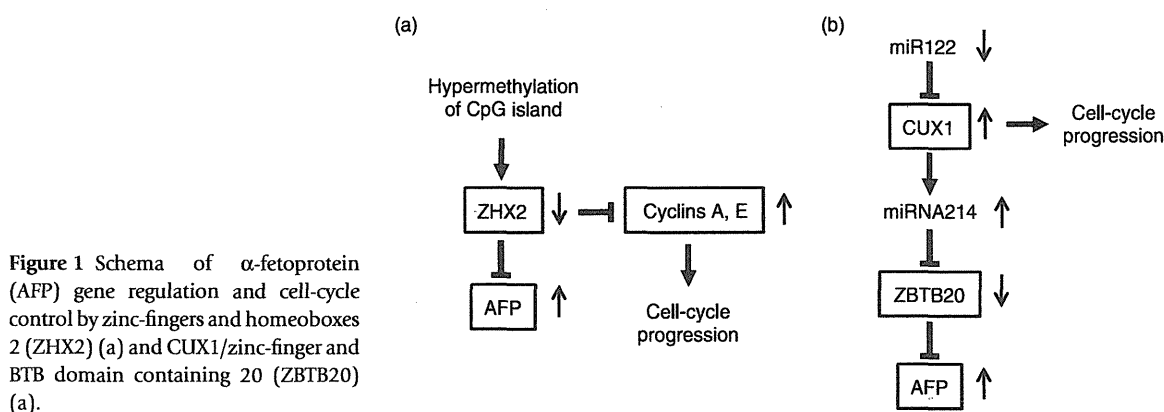 (a)
Hypermethylation
of CpG island
ZHX2
Cyclins A, E
AFP
Cell-cycle
progression
(b)
miR122
CUX1
Cell-cycle
progression
miRNA214
ZBTB20
AFP
Figure 1 Schema of α-fetoprotein
(AFP) gene regulation and cell-cycle
control by zinc-fingers and homeoboxes
2 (ZHX2) (a) and CUX1/zinc-finger and
BTB domain containing 20 (ZBTB20)
(a).